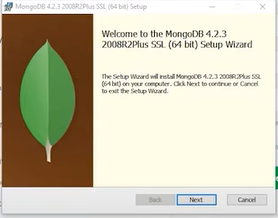 MongoDB 4.2.3 2008R2Plus SSL (64 bit) Setup
Welcome to the MongoDB 4.2.3
2008R2Plus SSL (64 bit) Setup Wizard
The Setup Wizard will install MongoDB 4.2.3 2008R2Plus SSL
(64 bit) on your computer. Click Next to continue or Cancel
to exit the Setup Wizard.
Back Next Cancel